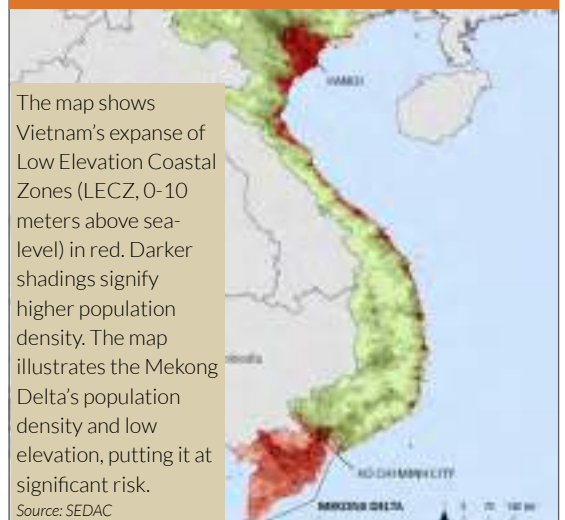 The map shows
Vietnam’s expanse of
Low Elevation Coastal
Zones (LECZ, 0-10
meters above sea-
level) in red. Darker
shadings signify
higher population
density. The map
illustrates the Mekong
Delta’s population
density and low
elevation, putting it at
significant risk.
Source: SEDAC
HANOI
HO CHI MINH CITY
MEKONG DELTA